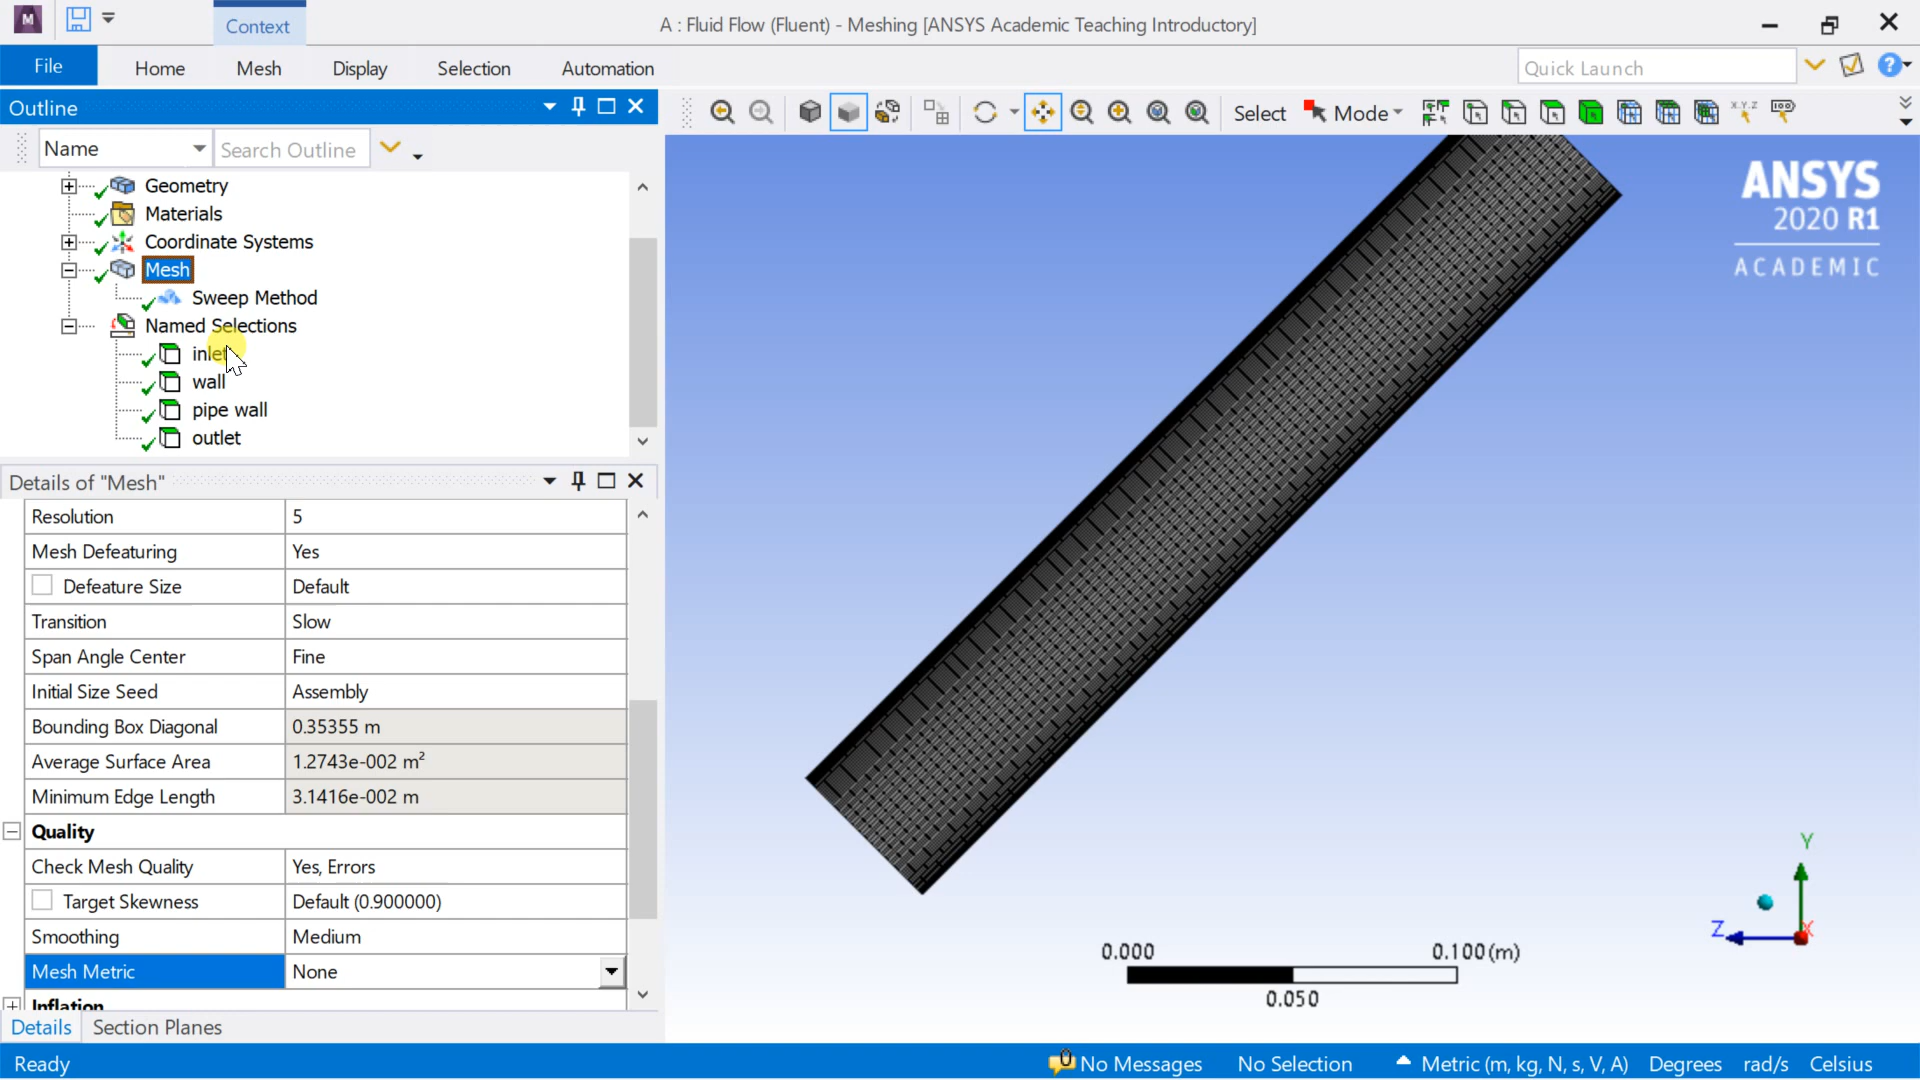 M
Context
A : Fluid Flow (Fluent) - Meshing [ANSYS Academic Teaching Introductory]
File
Home
Mesh
Display
Selection
Automation
Quick Launch
Outline
Select
Mode
Name
Search Outline
Geometry
Materials
Coordinate Systems
Mesh
Sweep Method
Named Selections
inlet
wall
pipe wall
outlet
ANSYS
2020 R1
ACADEMIC
Details of "Mesh"
Resolution 5
Mesh Defeaturing Yes
Defeature Size Default
Transition Slow
Span Angle Center Fine
Initial Size Seed Assembly
Bounding Box Diagonal 0.35355 m
Average Surface Area 1.2743e-002 m²
Minimum Edge Length 3.1416e-002 m
Quality
Check Mesh Quality Yes, Errors
Target Skewness Default (0.900000)
Smoothing Medium
Mesh Metric None
Inflation
Y
Z
X
0.000
0.100(m)
0.050
Details
Section Planes
Ready
0
No Messages
No Selection
Metric (m, kg, N, s, V, A)
Degrees
rad/s
Celsius